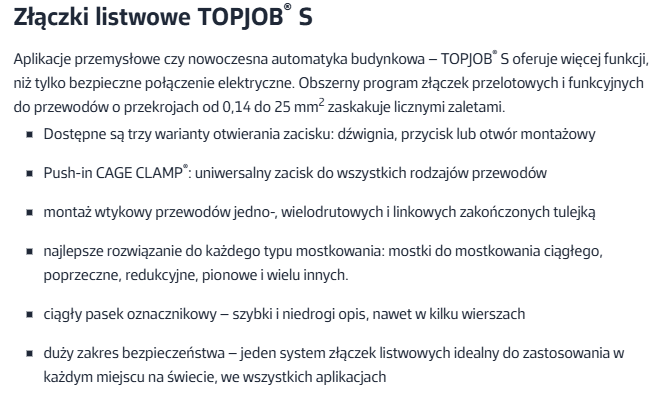 Złączki listwowe TOPJOB® S
Aplikacje przemysłowe czy nowoczesna automatyka budynkowa – TOPJOB® S oferuje więcej funkcji,
niż tylko bezpieczne połączenie elektryczne. Obszerny program złączek przelotowych i funkcyjnych
do przewodów o przekrojach od 0,14 do 25 mm² zaskakuje licznymi zaletami.
▪ Dostępne są trzy warianty otwierania zacisku: dźwignia, przycisk lub otwór montażowy
▪ Push-in CAGE CLAMP®: uniwersalny zacisk do wszystkich rodzajów przewodów
▪ montaż wtykowy przewodów jedno-, wielodrutowych i linkowych zakończonych tulejką
▪ najlepsze rozwiązanie do każdego typu mostkowania: mostki do mostkowania ciągłego,
poprzeczne, redukcyjne, pionowe i wielu innych.
▪ ciągły pasek oznacznikowy – szybki i niedrogi opis, nawet w kilku wierszach
▪ duży zakres bezpieczeństwa – jeden system złączek listwowych idealny do zastosowania w
każdym miejscu na świecie, we wszystkich aplikacjach